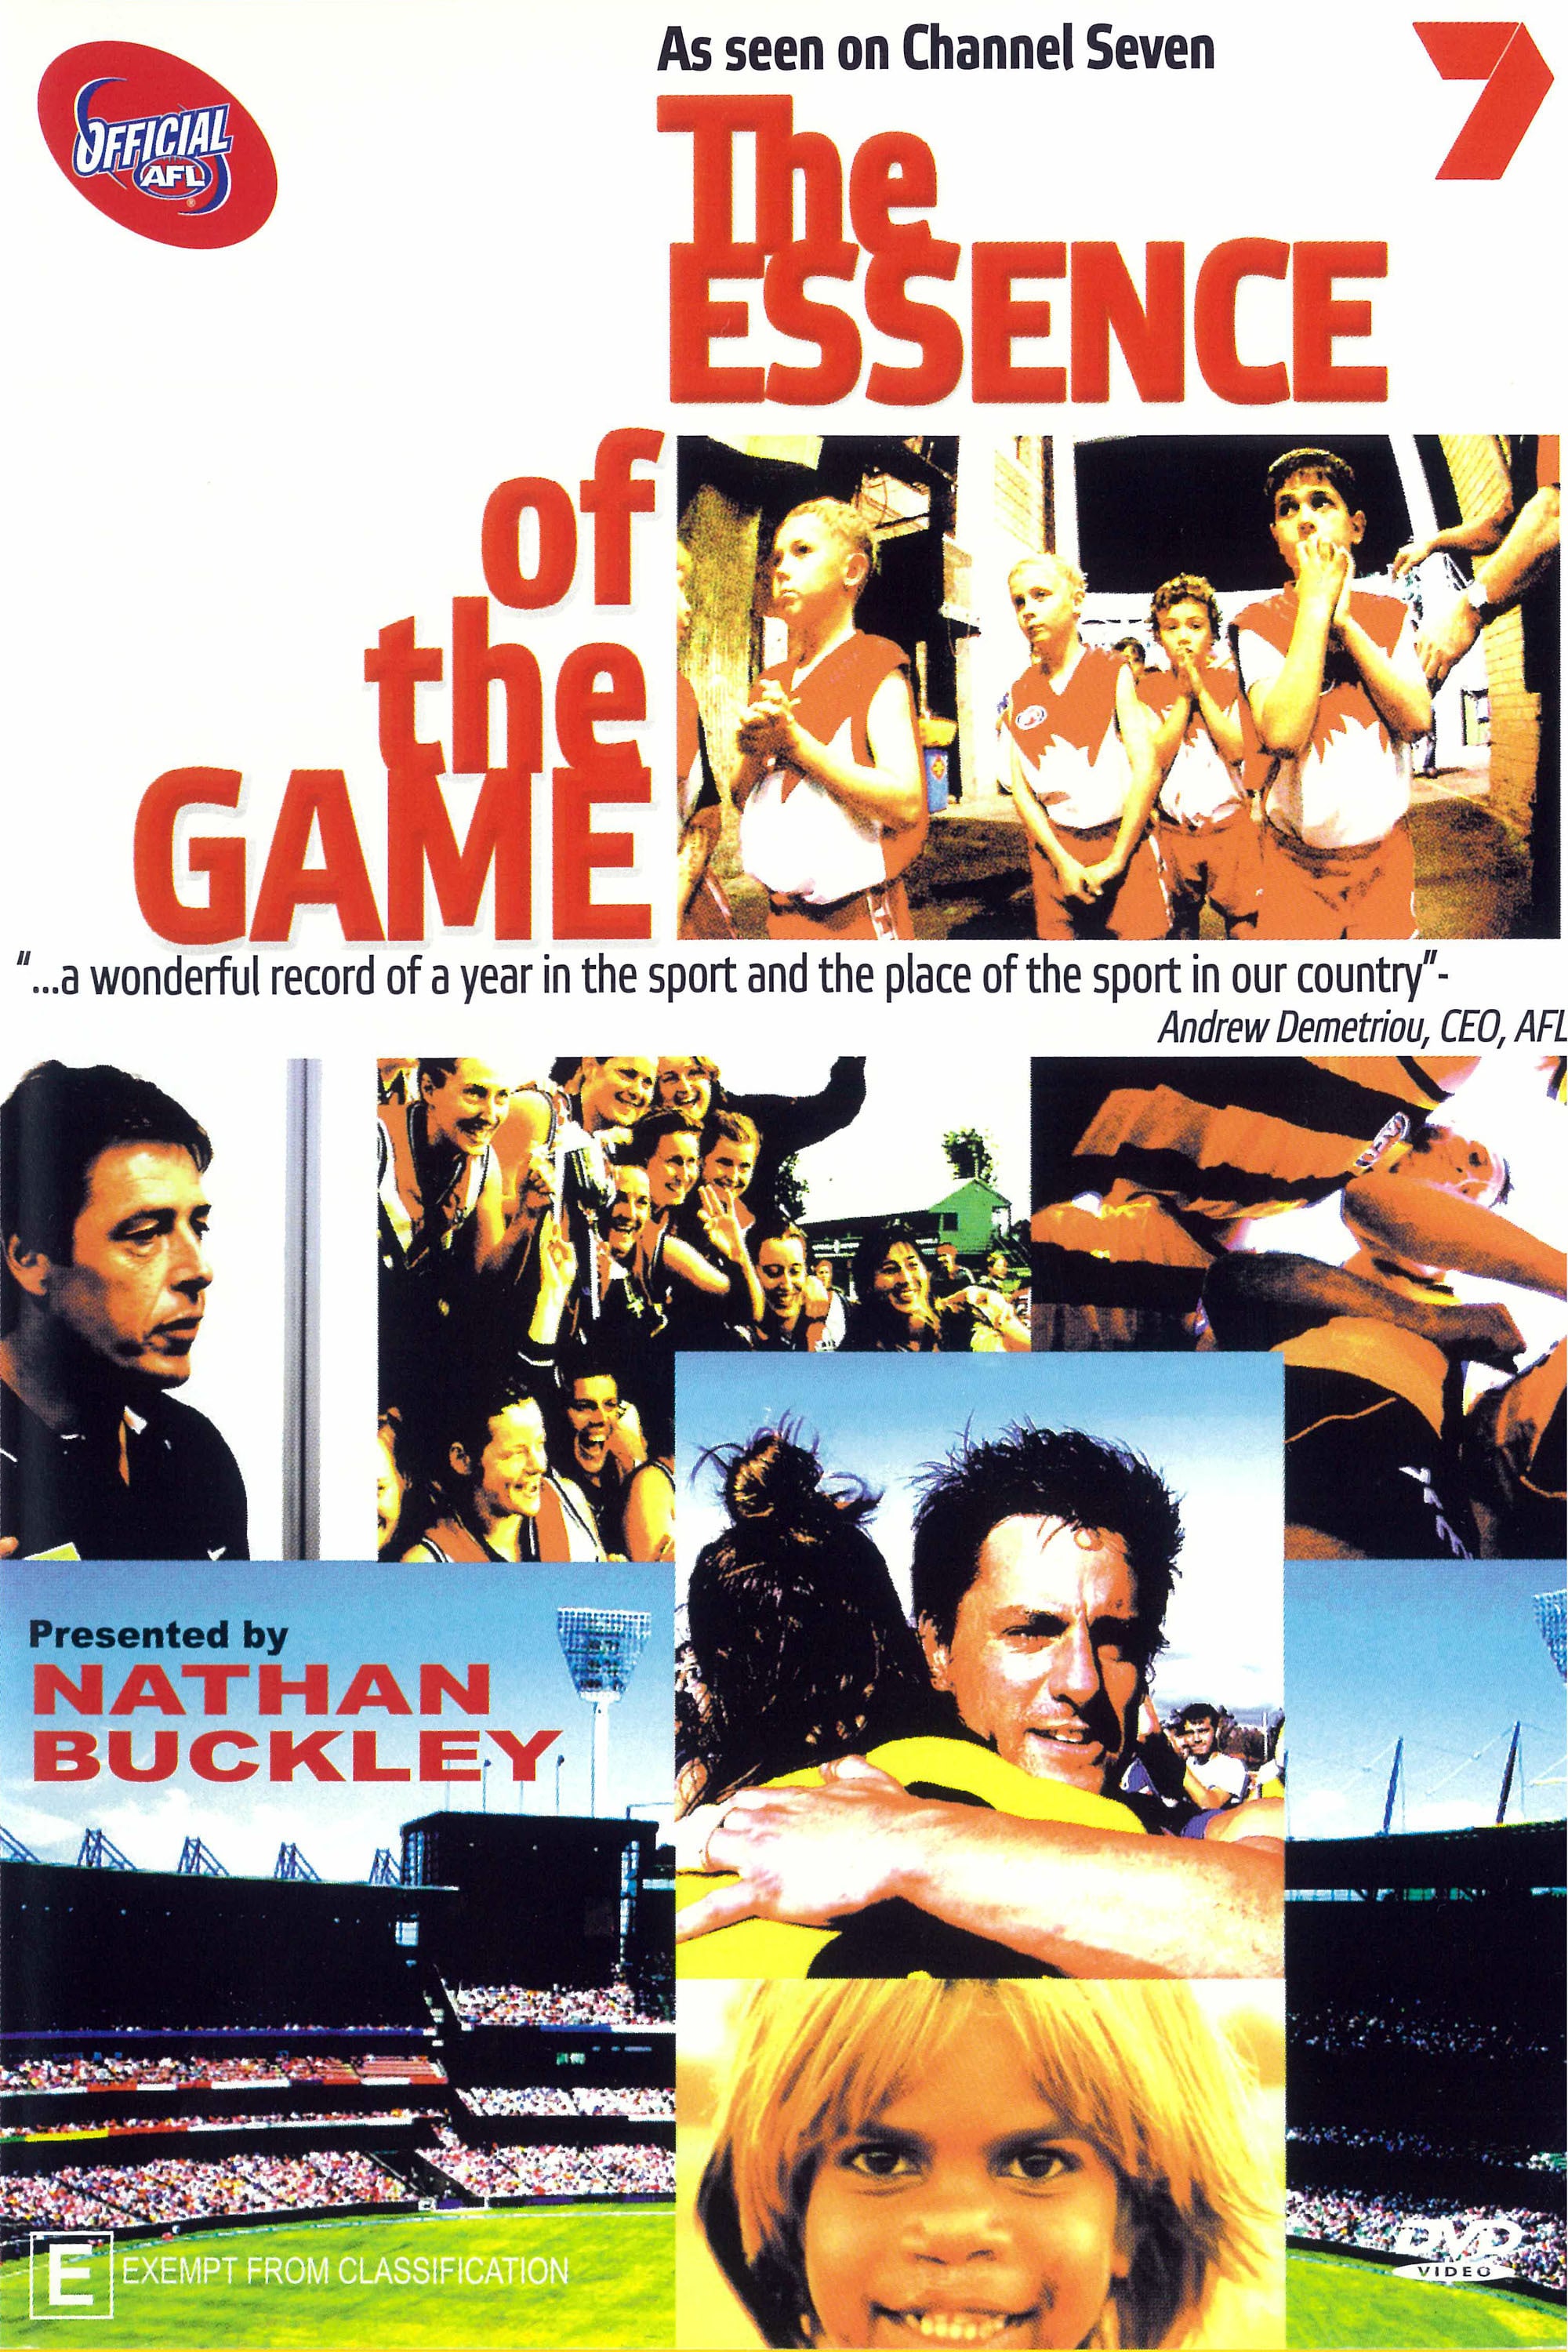 As seen on Channel Seven
7
OFFICIAL
AFL
The
ESSENCE
of
the
GAME
"...a wonderful record of a year in the sport and the place of the sport in our country"-
Andrew Demetriou, CEO, AFL
Presented by
NATHAN
BUCKLEY
E EXEMPT FROM CLASSIFICATION
DVD
VIDEO